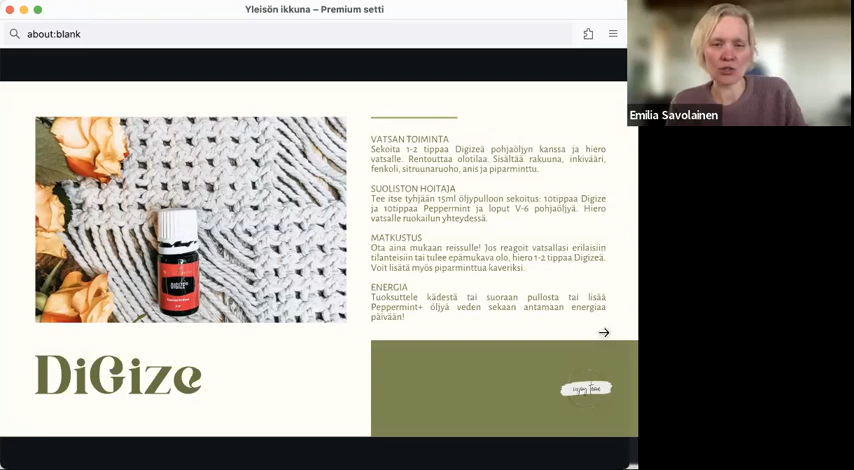 Yleisön ikkuna – Premium setti
about:blank
Emilia Savolainen
VATSAN TOIMINTA
Sekoita 1-2 tippaa Digizeä pohjaöljyn kanssa ja hiero
vatsalle. Rentouttaa olotilaa. Sisältää rakuuna, inkivääri,
fenkoli, sitruunaruoho, anis ja piparminttu.
SUOLISTON HOITAJA
Tee itse tyhjään 15ml öljypulloon sekoitus: 10tippaa Digize
ja 10tippaa Peppermint ja loput V-6 pohjaöljyä. Hiero
vatsalle ruokailun yhteydessä.
MATKUSTUS
Ota aina mukaan reissulle! Jos reagoit vatsallasi erilaisiin
tilanteisiin tai tulee epämukava olo, hiero 1-2 tippaa Digizeä.
Voit lisätä myös piparminttua kaveriksi.
ENERGIA
Tuoksuttele kädestä tai suoraan pullosta tai lisää
Peppermint+ öljyä veden sekaan antamaan energiaa
päivään!
DIGIZE
DiGize